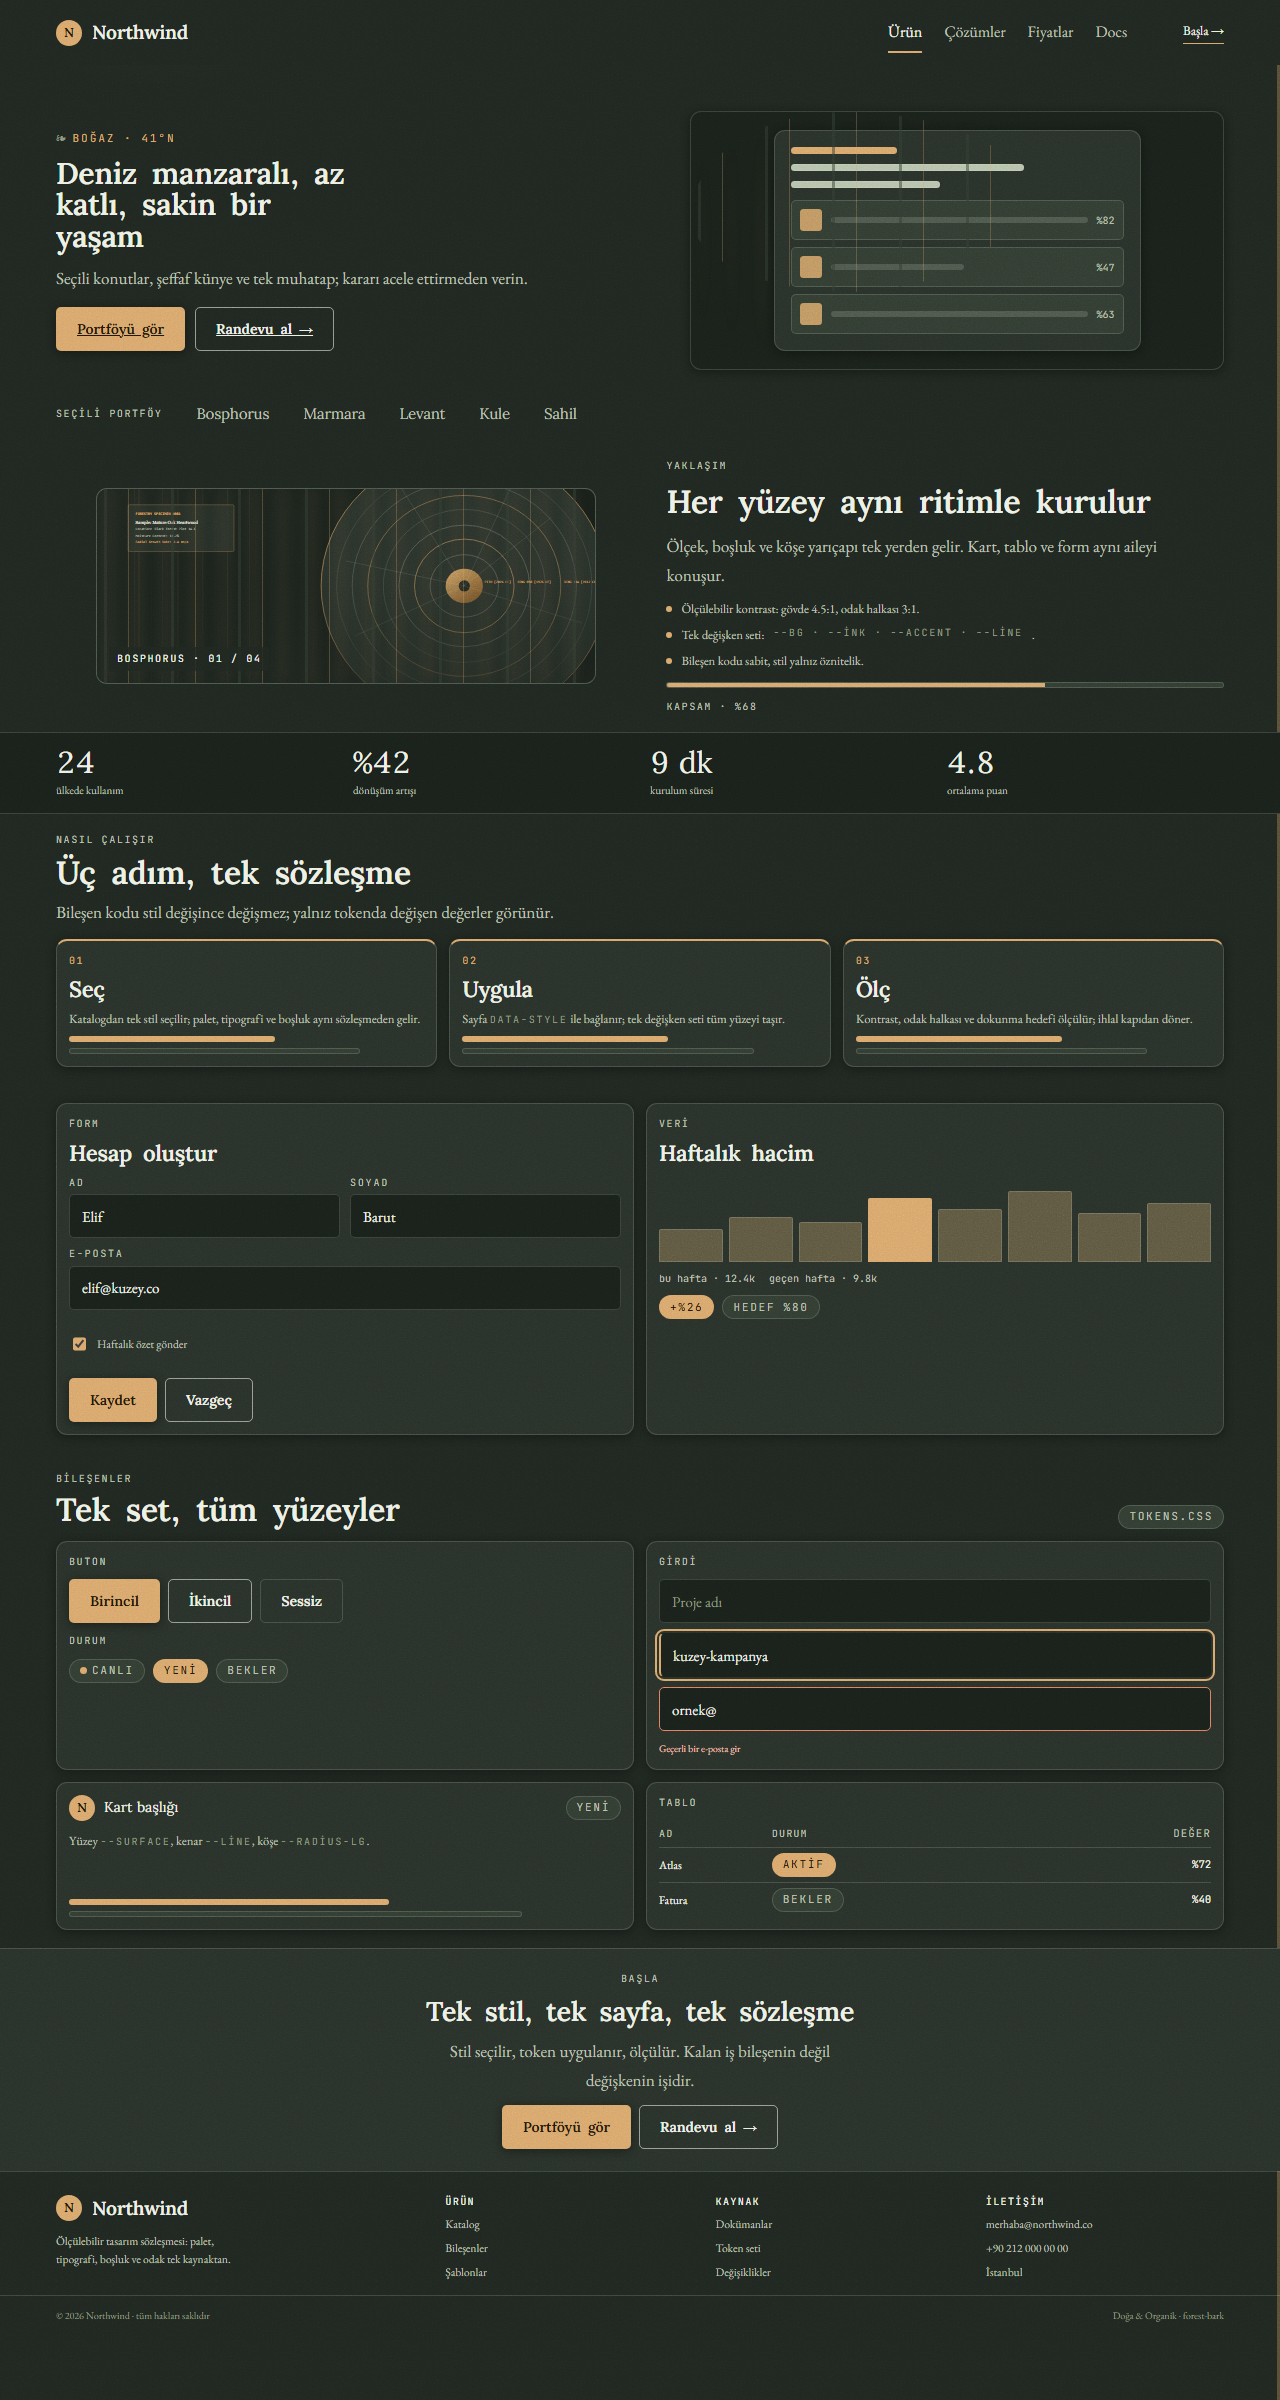 N Northwind
Ürün Çözümler Fiyatlar Docs Başla →
BOĞAZ · 41°N
Deniz manzaralı, az
katlı, sakin bir
yaşam
Seçili konutlar, şeffaf künye ve tek muhatap; kararı acele ettirmeden verin.
Portföyü gör
Randevu al →
%82
%47
%63
SEÇİLİ PORTFÖY Bosphorus Marmara Levant Kule Sahil
BOSPHORUS · 01 / 04
YAKLAŞIM
Her yüzey aynı ritimle kurulur
Ölçek, boşluk ve köşe yarıçapı tek yerden gelir. Kart, tablo ve form aynı aileyi
konuşur.
Ölçülebilir kontrast: gövde 4.5:1, odak halkası 3:1.
Tek değişken seti: --BG · --İNK · --ACCENT · --LİNE .
Bileşen kodu sabit, stil yalnız öznitelik.
KAPSAM · %68
24
ülkede kullanım
%42
dönüşüm artışı
9 dk
kurulum süresi
4.8
ortalama puan
NASIL ÇALIŞIR
Üç adım, tek sözleşme
Bileşen kodu stil değişince değişmez; yalnız tokenda değişen değerler görünür.
01
Seç
Katalogdan tek stil seçilir; palet, tipografi ve boşluk aynı sözleşmeden gelir.
02
Uygula
Sayfa DATA-STYLE ile bağlanır; tek değişken seti tüm yüzeyi taşır.
03
Ölç
Kontrast, odak halkası ve dokunma hedefi ölçülür; ihlal kapıdan döner.
FORM
Hesap oluştur
AD
Elif
SOYAD
Barut
E-POSTA
elif@kuzey.co
Haftalık özet gönder
Kaydet
Vazgeç
VERİ
Haftalık hacim
bu hafta · 12.4k geçen hafta · 9.8k
+%26
HEDEF %80
BİLEŞENLER
Tek set, tüm yüzeyler
TOKENS.CSS
BUTON
Birincil
İkincil
Sessiz
DURUM
CANLI
YENİ
BEKLER
GİRDİ
Proje adı
kuzey-kampanya
ornek@
Geçerli bir e-posta gir
N Kart başlığı
YENİ
Yüzey --SURFACE, kenar --LİNE, köşe --RADİUS-LG.
TABLO
AD DURUM DEĞER
Atlas AKTİF %72
Fatura BEKLER %40
BAŞLA
Tek stil, tek sayfa, tek sözleşme
Stil seçilir, token uygulanır, ölçülür. Kalan iş bileşenin değil
değişkenin işidir.
Portföyü gör
Randevu al →
N Northwind
Ölçülebilir tasarım sözleşmesi: palet,
tipografi, boşluk ve odak tek kaynaktan.
ÜRÜN
Katalog
Bileşenler
Şablonlar
KAYNAK
Dokümanlar
Token seti
Değişiklikler
İLETİŞİM
merhaba@northwind.co
+90 212 000 00 00
İstanbul
© 2026 Northwind · tüm hakları saklıdır
Doğa & Organik · forest-bark